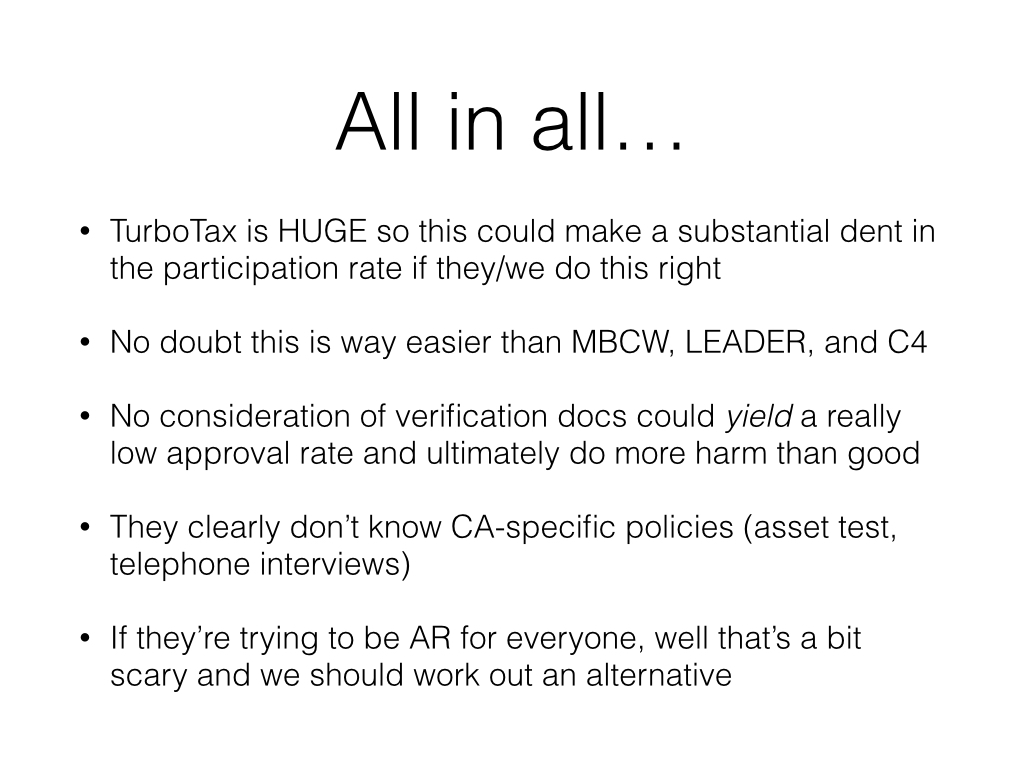 All in all…
• TurboTax is HUGE so this could make a substantial dent in
the participation rate if they/we do this right
• No doubt this is way easier than MBCW, LEADER, and C4
• No consideration of verification docs could yield a really
low approval rate and ultimately do more harm than good
• They clearly don’t know CA-specific policies (asset test,
telephone interviews)
• If they’re trying to be AR for everyone, well that’s a bit
scary and we should work out an alternative